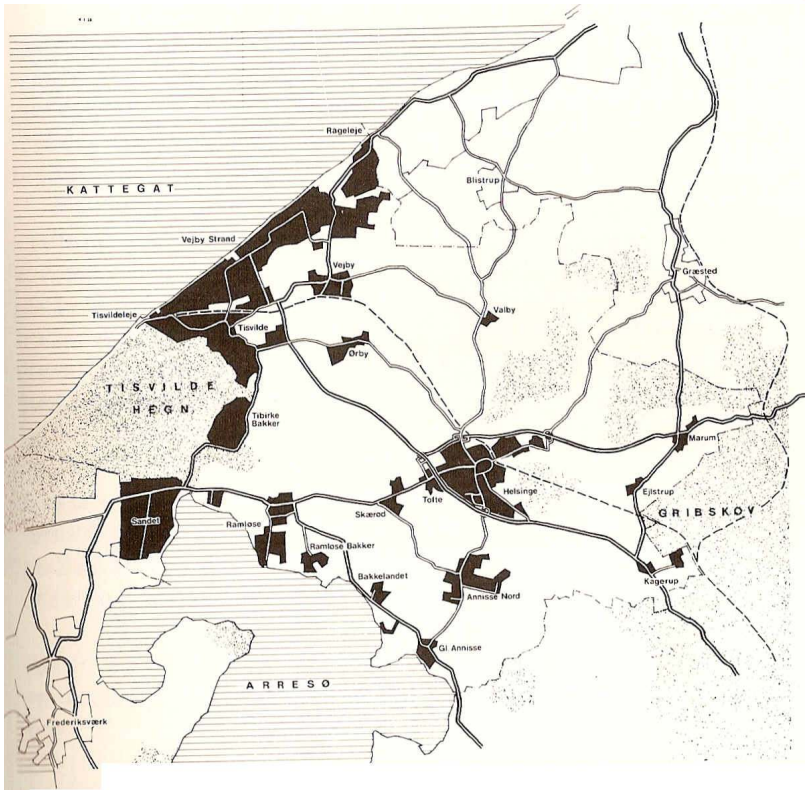 Rageleje
KATTEGAT
Blistrup
Vejby Strand
Vejby
Græsted
Tisvildeleje
Valby
Tisvilde
Ørby
TISVILDE
HEGN
Tibirke
Bakker
Marum
Tofte
Helsinge
Ejlstrup
Skærød
GRIBSKOV
Sandet
Ramløse
Ramløse Bakker
Bakkelandet
Kagerup
Annisse Nord
Gl. Annisse
ARRESØ
Frederiksværk